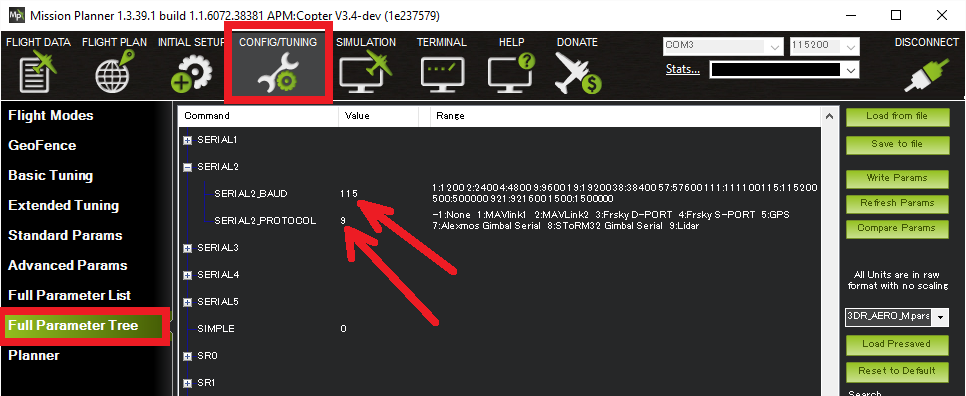 Mission Planner 1.3.39.1 build 1.1.6072.38381 APM:Copter V3.4-dev (1e237579)
FLIGHT DATA FLIGHT PLAN INITIAL SETUP CONFIG/TUNING SIMULATION TERMINAL HELP DONATE
COM3 115200 DISCONNECT
Stats...
Flight Modes
GeoFence
Basic Tuning
Extended Tuning
Standard Params
Advanced Params
Full Parameter List
Full Parameter Tree
Planner
Command Value Range
SERIAL1
SERIAL2
SERIAL2_BAUD 115 1:1200 2:2400 4:4800 9:9600 19:19200 38:38400 57:57600 111:111100 115:115200
500:500000 921:921600 1500:1500000
SERIAL2_PROTOCOL 9 -1:None 1:MAVlink1 2:MAVLink2 3:Frsky D-PORT 4:Frsky S-PORT 5:GPS
7:Alexmos Gimbal Serial 8:SToRM32 Gimbal Serial 9:Lidar
SERIAL3
SERIAL4
SERIAL5
SIMPLE 0
SR0
SR1
Load from file
Save to file
Write Params
Refresh Params
Compare Params
All Units are in raw
format with no scaling
3DR_AERO_M.para
Load Presaved
Reset to Default
Search